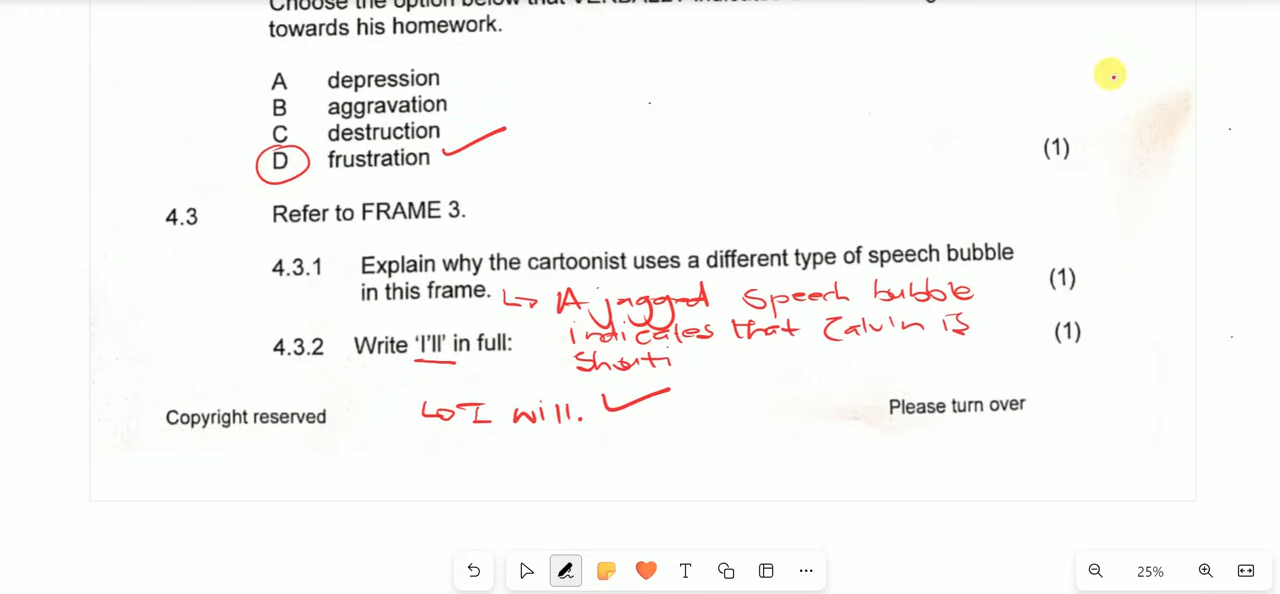 towards his homework.
A depression
B aggravation
C destruction
D frustration
(1)
4.3 Refer to FRAME 3.
4.3.1 Explain why the cartoonist uses a different type of speech bubble
in this frame.
(1)
A jagged speech bubble
indicates that Calvin is
shouti
4.3.2 Write ‘I’ll’ in full:
(1)
I will.
Copyright reserved
Please turn over
T
25%